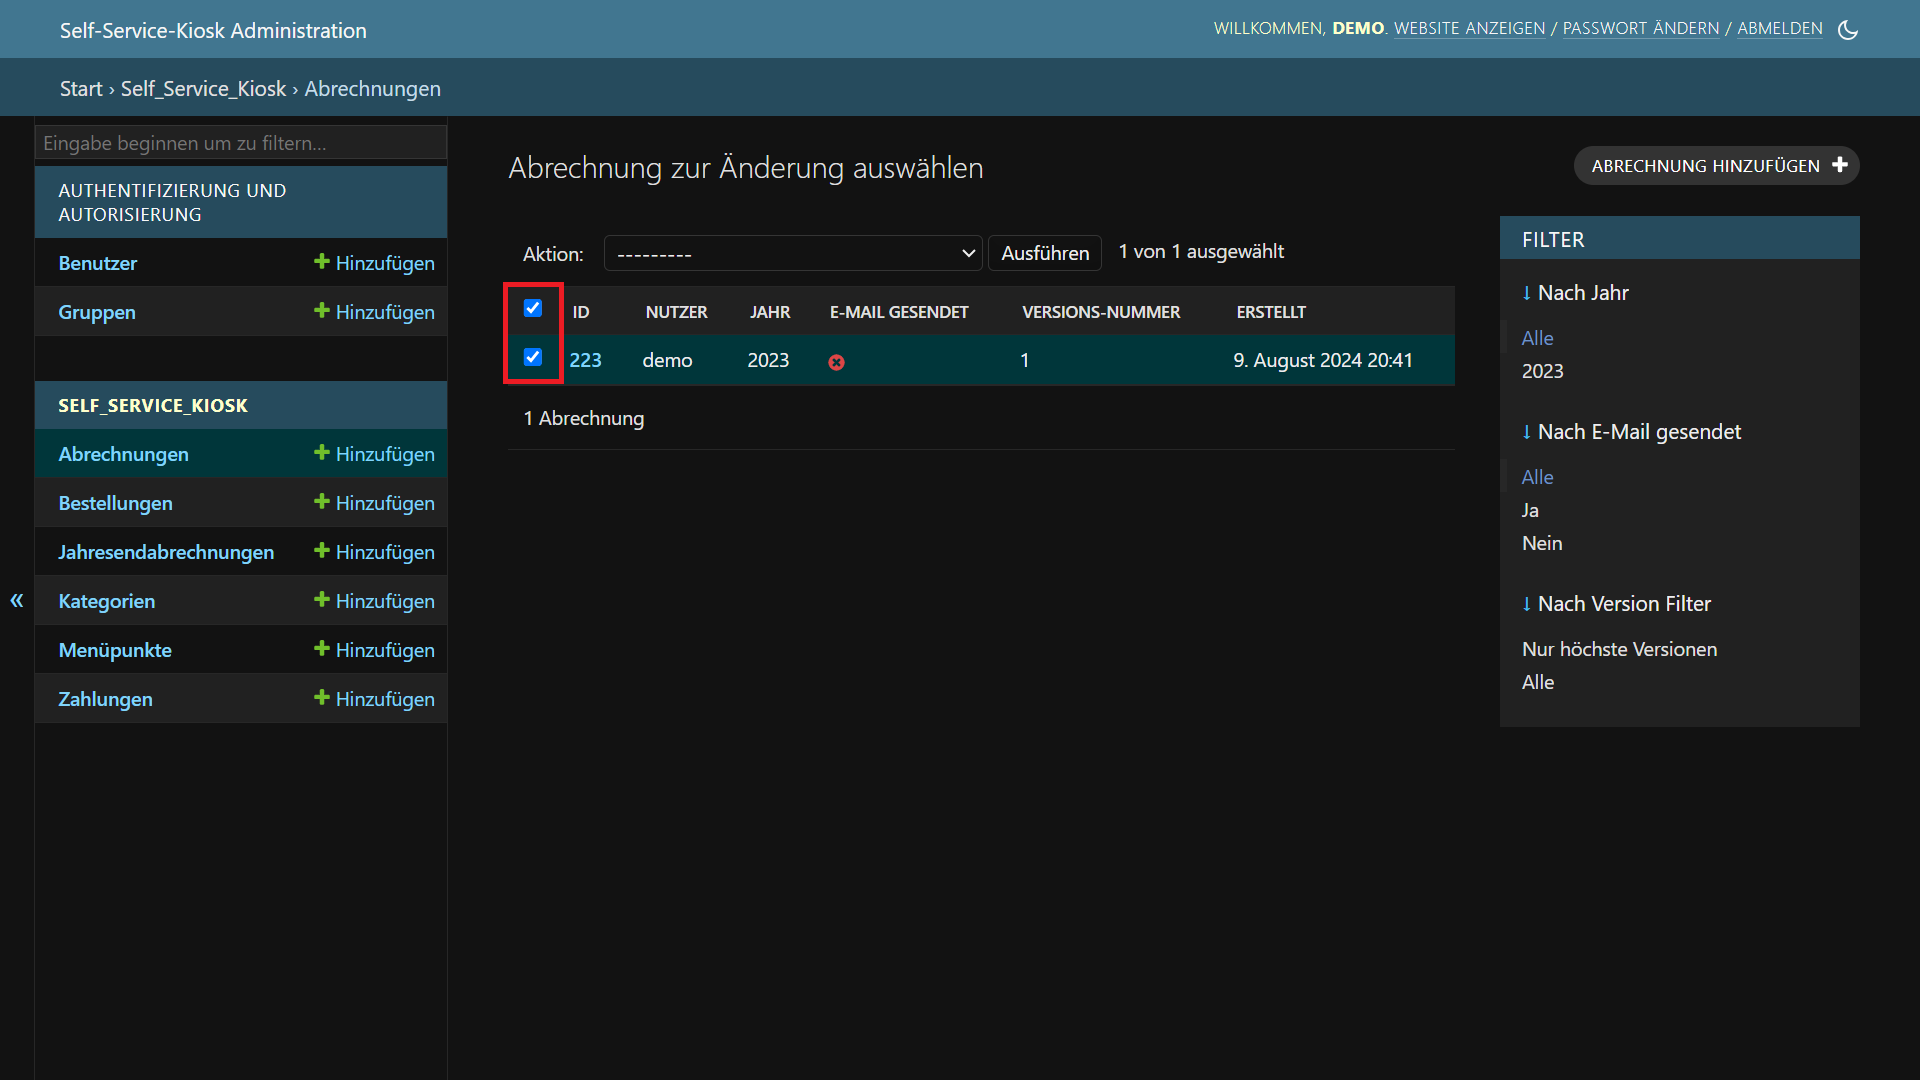 Self-Service-Kiosk Administration
WILLKOMMEN, DEMO. WEBSITE ANZEIGEN / PASSWORT ÄNDERN / ABMELDEN
Start › Self_Service_Kiosk › Abrechnungen
Eingabe beginnen um zu filtern...
AUTHENTIFIZIERUNG UND
AUTORISIERUNG
Benutzer Hinzufügen
Gruppen Hinzufügen
SELF_SERVICE_KIOSK
Abrechnungen Hinzufügen
Bestellungen Hinzufügen
Jahresendabrechnungen Hinzufügen
Kategorien Hinzufügen
Menüpunkte Hinzufügen
Zahlungen Hinzufügen
«
Abrechnung zur Änderung auswählen
ABRECHNUNG HINZUFÜGEN
Aktion: --------- Ausführen 1 von 1 ausgewählt
ID NUTZER JAHR E-MAIL GESENDET VERSIONS-NUMMER ERSTELLT
223 demo 2023 1 9. August 2024 20:41
1 Abrechnung
FILTER
↓ Nach Jahr
Alle
2023
↓ Nach E-Mail gesendet
Alle
Ja
Nein
↓ Nach Version Filter
Nur höchste Versionen
Alle